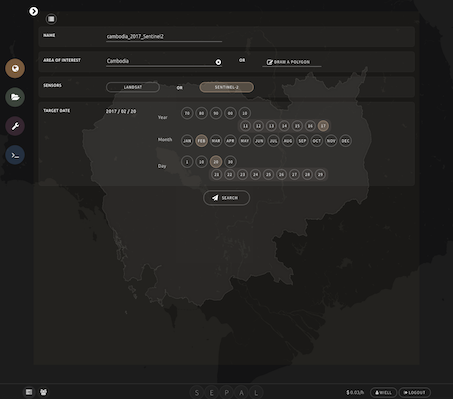 NAME
cambodia_2017_Sentinel2
AREA OF INTEREST
Cambodia
OR
DRAW A POLYGON
SENSORS
LANDSAT
OR
SENTINEL-2
TARGET DATE
2017 / 02 / 20
Year
70 80 90 00 10
11 12 13 14 15 16 17
Month
JAN FEB MAR APR MAY JUN JUL AUG SEP OCT NOV DEC
Day
1 10 20 30
21 22 23 24 25 26 27 28 29
SEARCH
SEPAL
$ 0.03/h
WIELL
LOGOUT